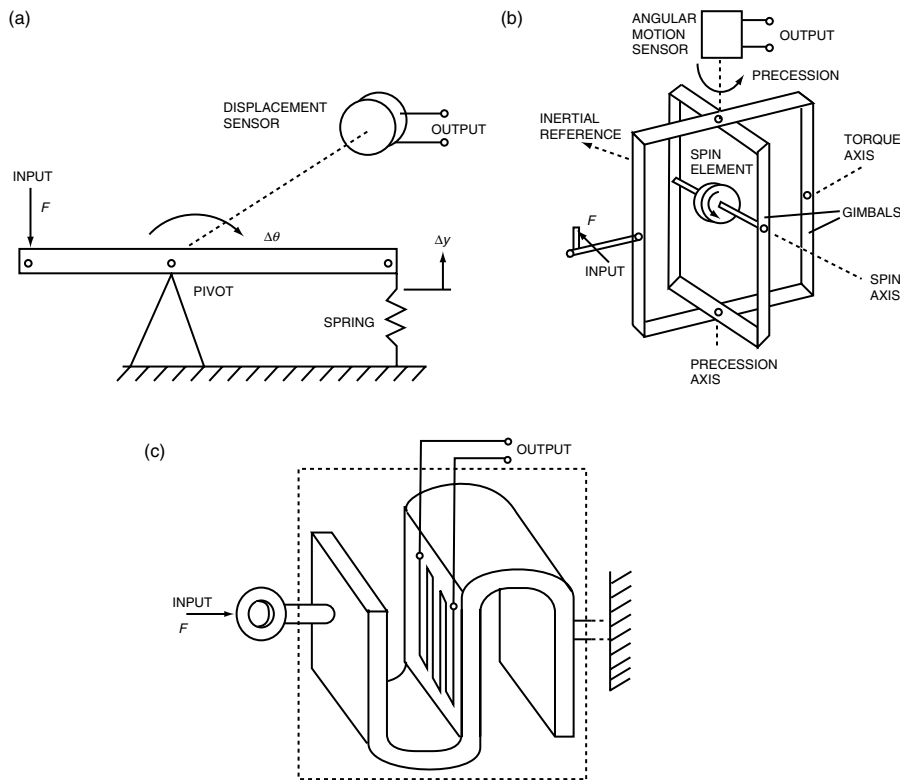 (a)
DISPLACEMENT
SENSOR
OUTPUT
INPUT
F
Δθ
Δy
PIVOT
SPRING
(b)
ANGULAR
MOTION
SENSOR
OUTPUT
PRECESSION
INERTIAL
REFERENCE
SPIN
ELEMENT
TORQUE
AXIS
GIMBALS
F
INPUT
SPIN
AXIS
PRECESSION
AXIS
(c)
OUTPUT
INPUT
F